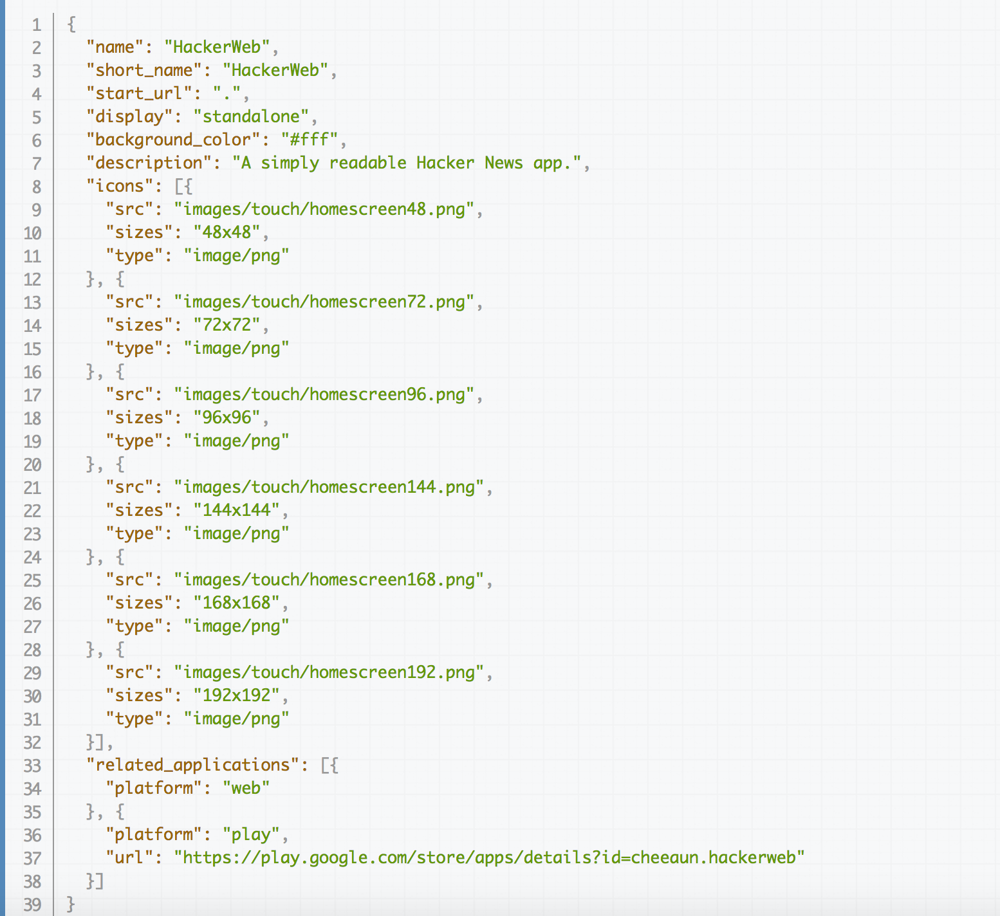 1 {
2   "name": "HackerWeb",
3   "short_name": "HackerWeb",
4   "start_url": ".",
5   "display": "standalone",
6   "background_color": "#fff",
7   "description": "A simply readable Hacker News app.",
8   "icons": [{
9     "src": "images/touch/homescreen48.png",
10     "sizes": "48x48",
11     "type": "image/png"
12   }, {
13     "src": "images/touch/homescreen72.png",
14     "sizes": "72x72",
15     "type": "image/png"
16   }, {
17     "src": "images/touch/homescreen96.png",
18     "sizes": "96x96",
19     "type": "image/png"
20   }, {
21     "src": "images/touch/homescreen144.png",
22     "sizes": "144x144",
23     "type": "image/png"
24   }, {
25     "src": "images/touch/homescreen168.png",
26     "sizes": "168x168",
27     "type": "image/png"
28   }, {
29     "src": "images/touch/homescreen192.png",
30     "sizes": "192x192",
31     "type": "image/png"
32   }],
33   "related_applications": [{
34     "platform": "web"
35   }, {
36     "platform": "play",
37     "url": "https://play.google.com/store/apps/details?id=cheeaun.hackerweb"
38   }]
39 }